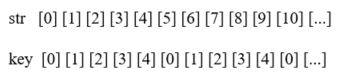 str [0] [1] [2] [3] [4] [5] [6] [7] [8] [9] [10] [...]
key [0] [1] [2] [3] [4] [0] [1] [2] [3] [4] [0] [...]